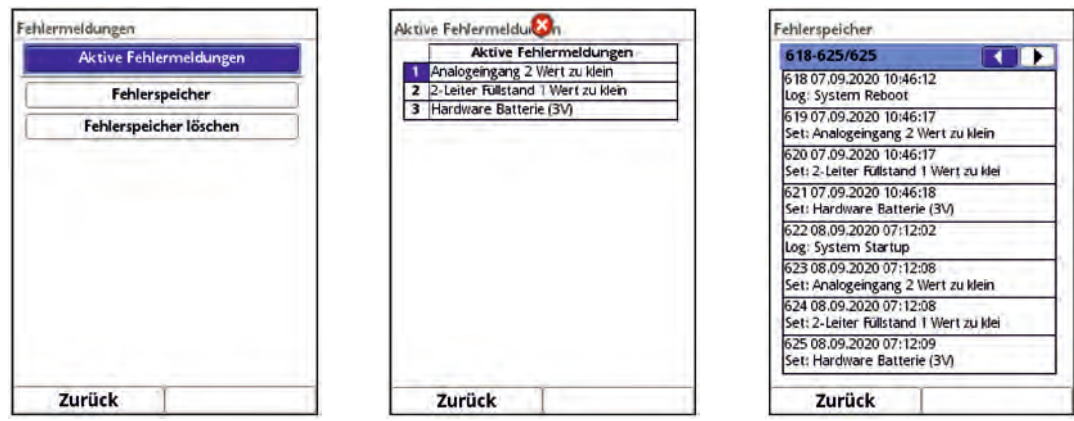 Fehlermeldungen
Aktive Fehlermeldungen
Fehlerspeicher
Fehlerspeicher löschen
Zurück
Aktive Fehlermeldun n
Aktive Fehlermeldungen
1 Analogeingang 2 Wert zu klein
2 2-Leiter Füllstand 1 Wert zu klein
3 Hardware Batterie (3V)
Zurück
Fehlerspeicher
618-625/625
618 07.09.2020 10:46:12
Log: System Reboot
619 07.09.2020 10:46:17
Set: Analogeingang 2 Wert zu klein
620 07.09.2020 10:46:17
Set: 2-Leiter Füllstand 1 Wert zu klei
621 07.09.2020 10:46:18
Set: Hardware Batterie (3V)
622 08.09.2020 07:12:02
Log: System Startup
623 08.09.2020 07:12:08
Set: Analogeingang 2 Wert zu klein
624 08.09.2020 07:12:08
Set: 2-Leiter Füllstand 1 Wert zu klei
625 08.09.2020 07:12:09
Set: Hardware Batterie (3V)
Zurück